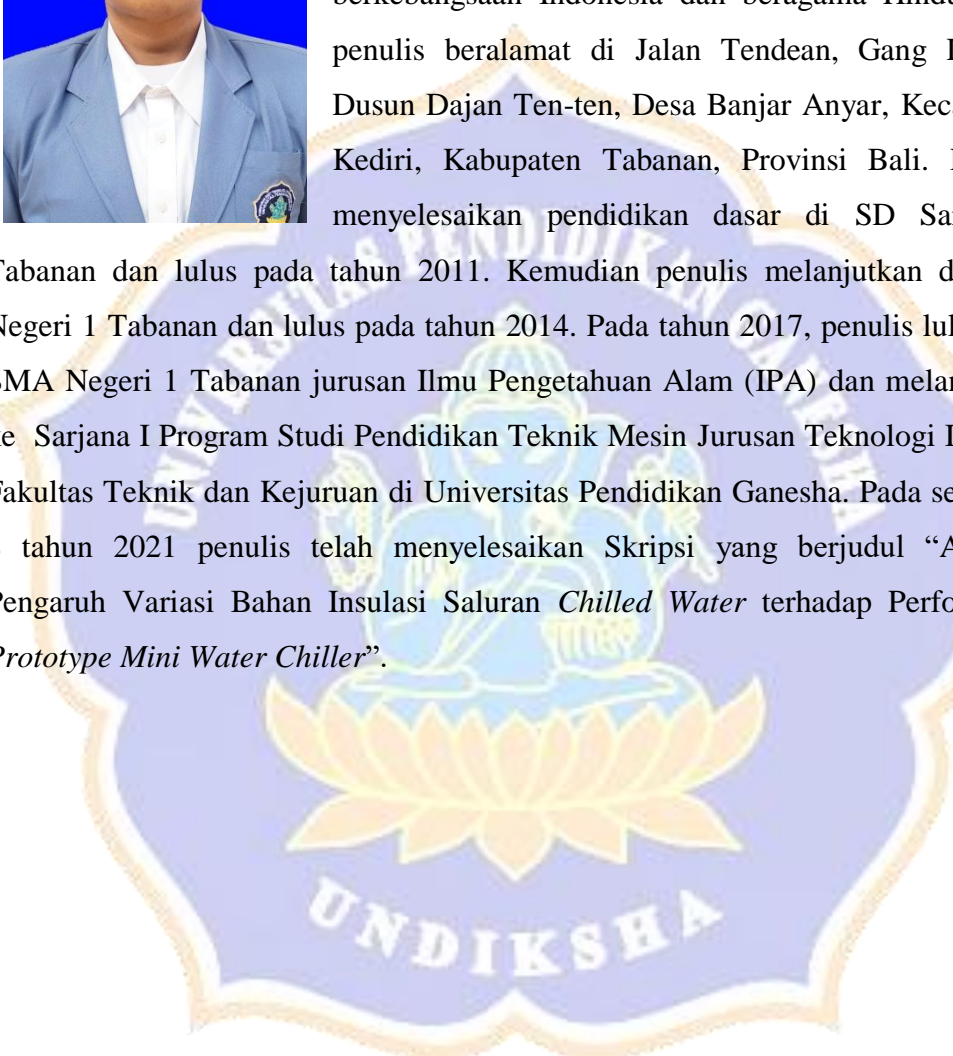 berkebangsaan Indonesia dan beragama Hindu
penulis beralamat di Jalan Tendean, Gang
Dusun Dajan Ten-ten, Desa Banjar Anyar,
Kediri, Kabupaten Tabanan, Provinsi Bali.
menyelesaikan pendidikan dasar di SD
Tabanan dan lulus pada tahun 2011. Kemudian penulis melanjutkan
Negeri 1 Tabanan dan lulus pada tahun 2014. Pada tahun 2017, penulis
SMA Negeri 1 Tabanan jurusan Ilmu Pengetahuan Alam (IPA) dan
ke Sarjana I Program Studi Pendidikan Teknik Mesin Jurusan Teknologi
Fakultas Teknik dan Kejuruan di Universitas Pendidikan Ganesha. Pada
tahun 2021 penulis telah menyelesaikan Skripsi yang berjudul “
Pengaruh Variasi Bahan Insulasi Saluran Chilled Water terhadap
Prototype Mini Water Chiller”.
UNIVERSITAS PENDIDIKAN GANESHA
UNDIKSHA